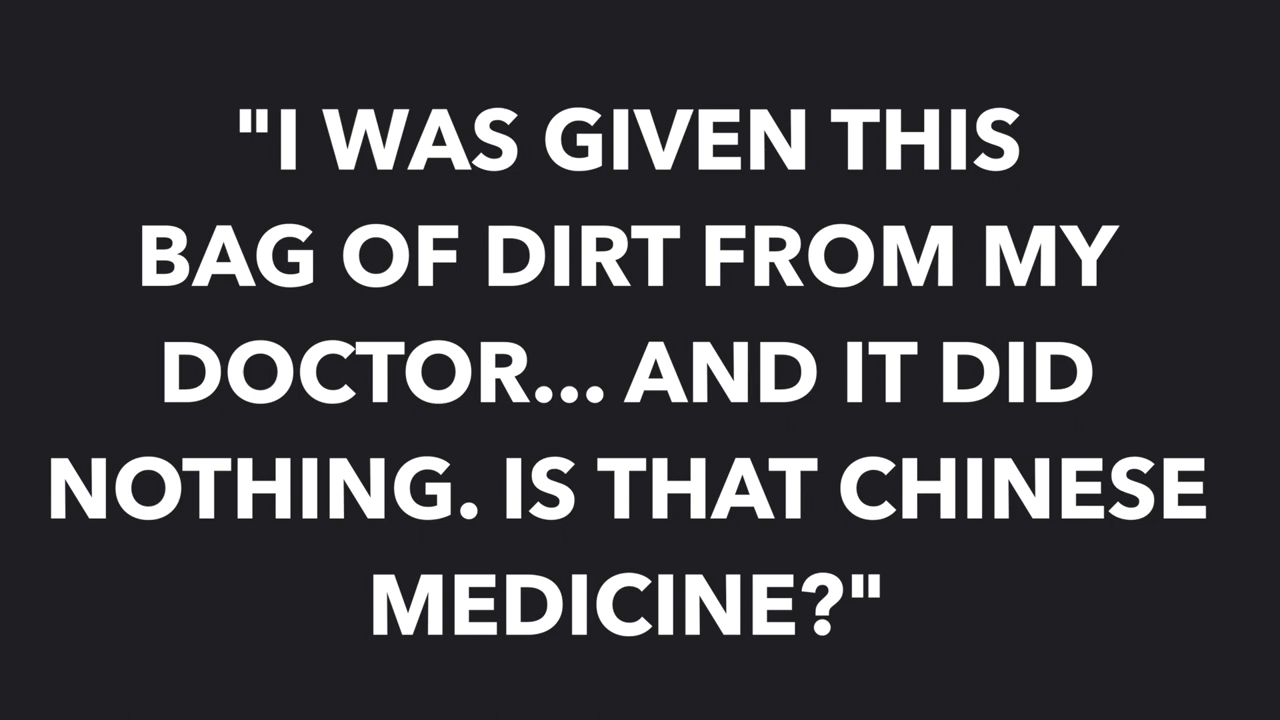 "I WAS GIVEN THIS
BAG OF DIRT FROM MY
DOCTOR... AND IT DID
NOTHING. IS THAT CHINESE
MEDICINE?"